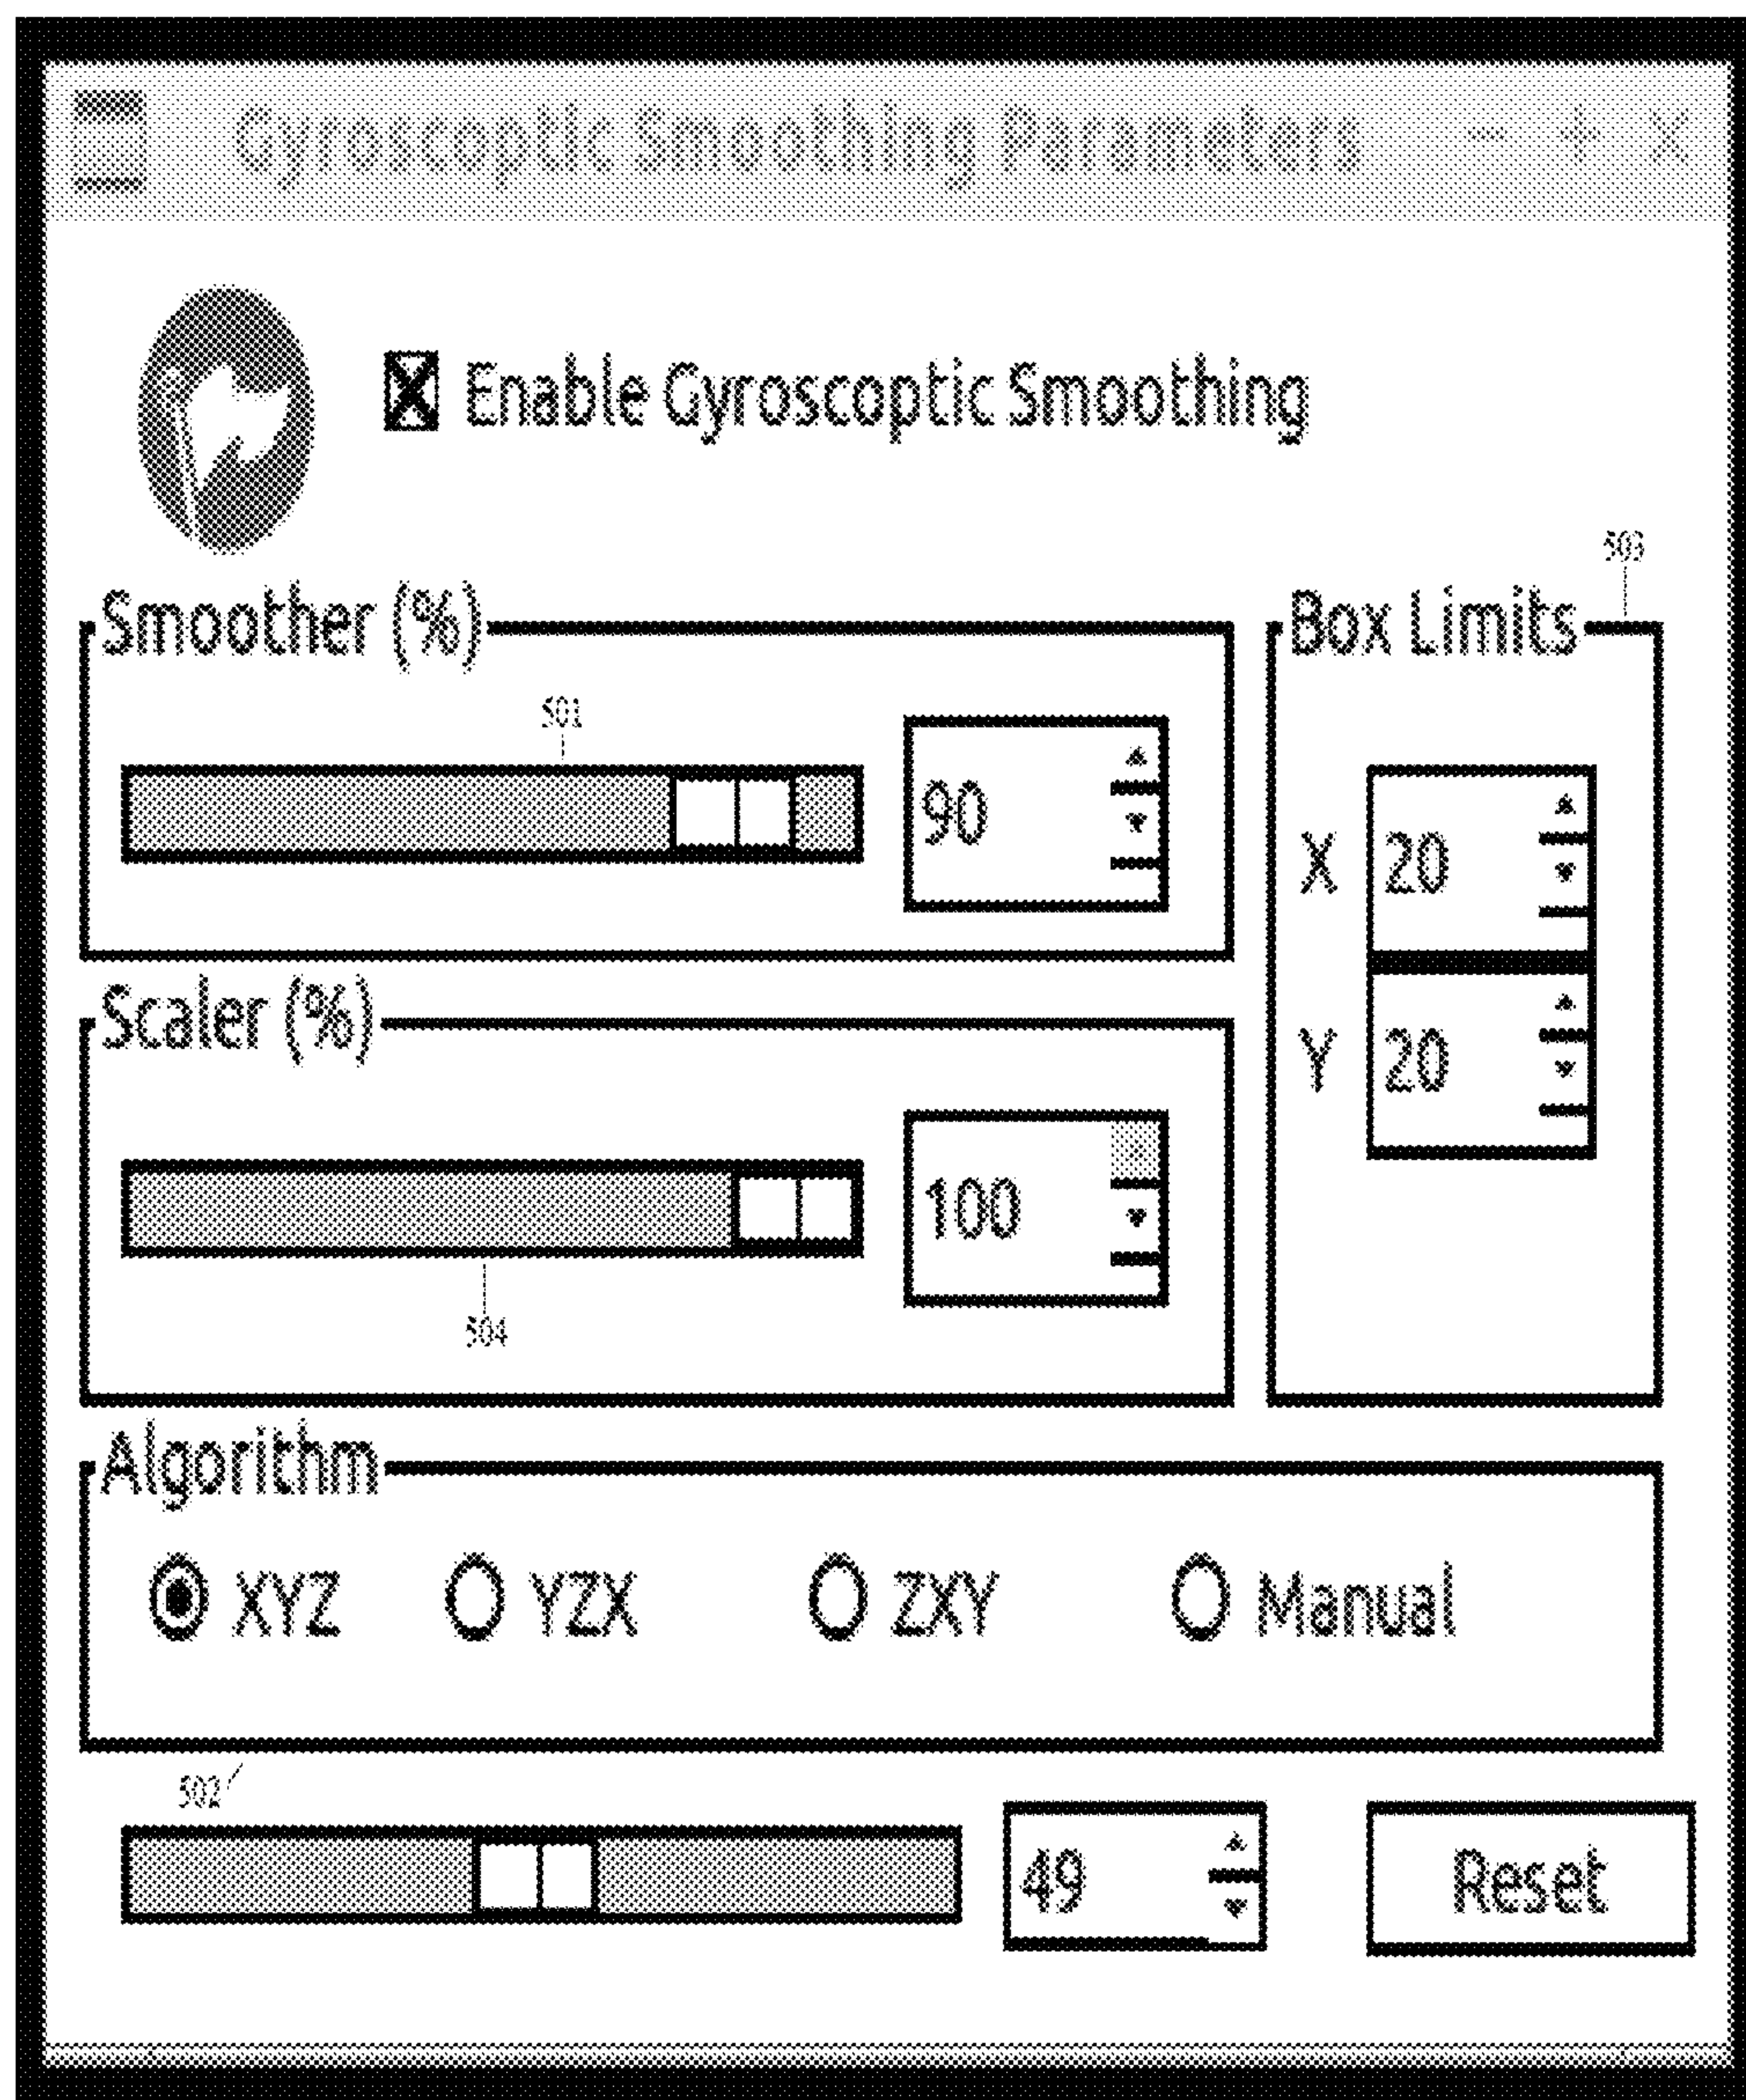 Gyroscoptic Smoothing Parameters - + X
Enable Gyroscoptic Smoothing
503
Smoother (%)
Box Limits
501
90
X 20
Scaler (%)
Y 20
100
504
Algorithm
XYZ YZX ZXY Manual
502
49
Reset